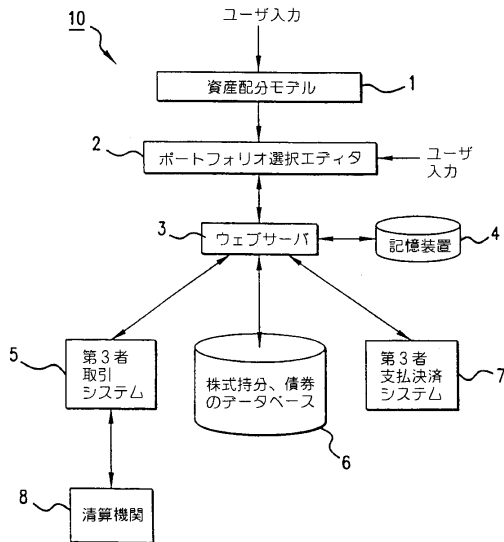 ユーザ入力
10
資産配分モデル
1
2
ポートフォリオ選択エディタ
ユーザ
入力
3
ウェブサーバ
記憶装置
4
5
第3者
取引
システム
株式持分、債券
のデータベース
6
第3者
支払決済
システム
7
8
清算機関